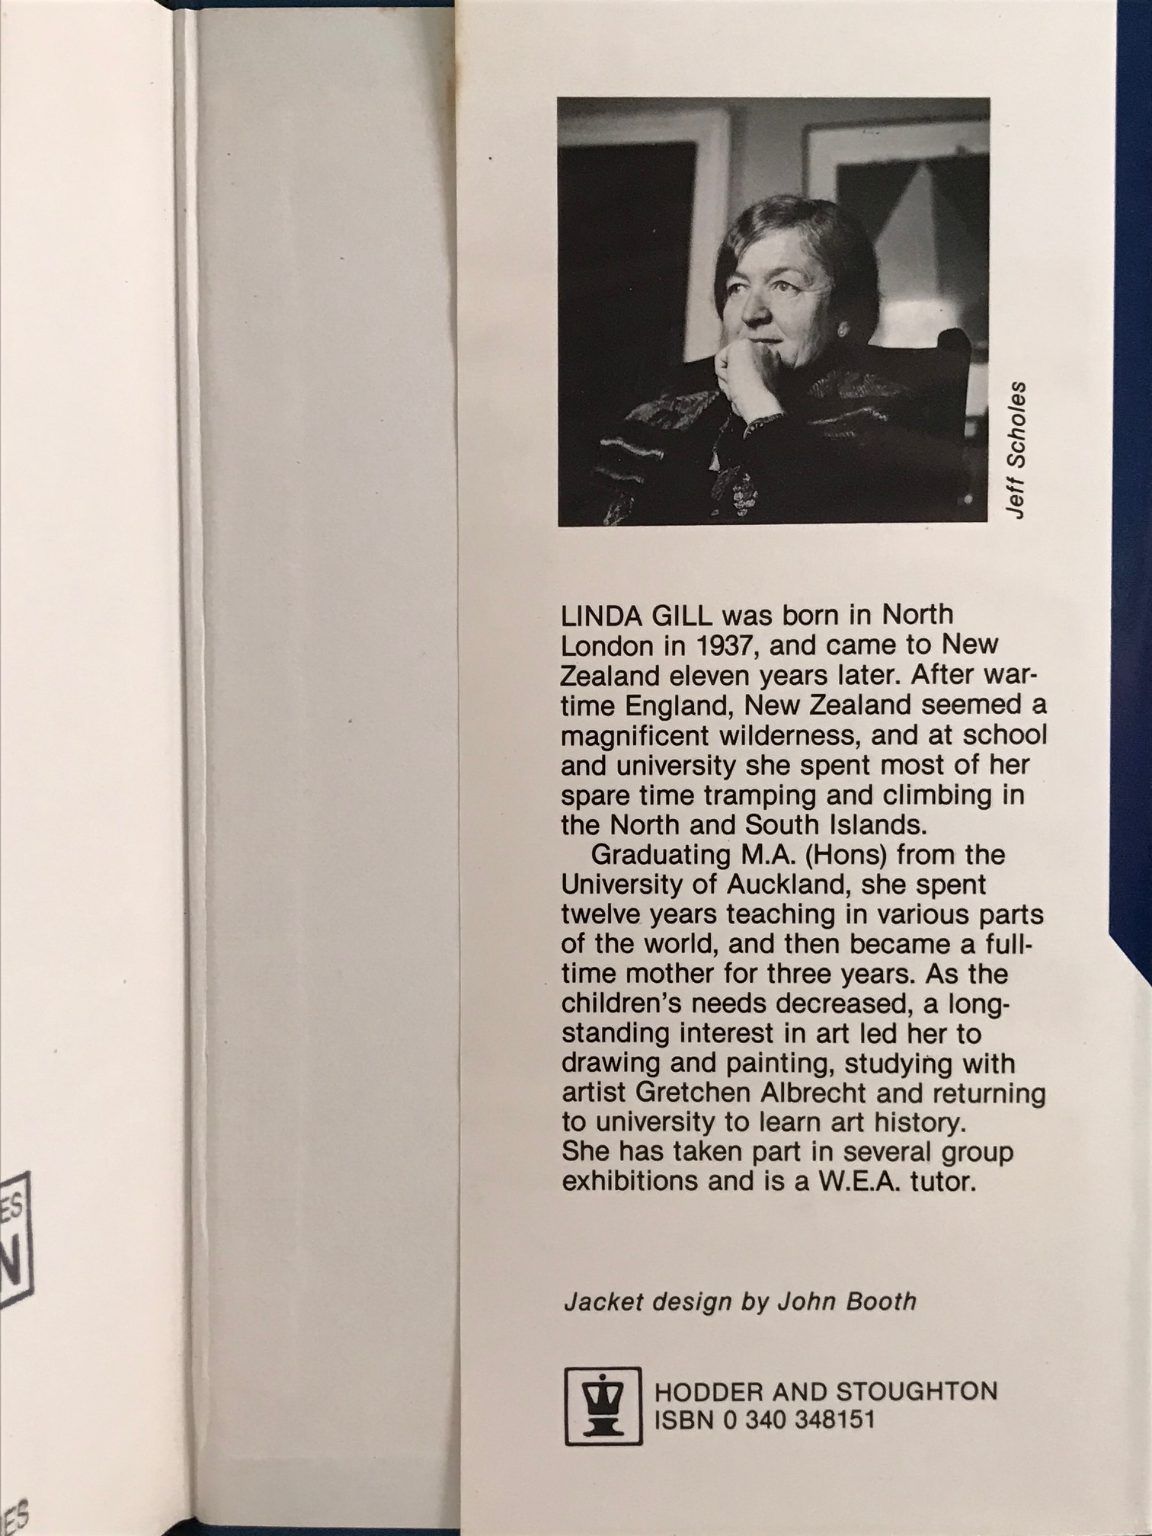 Jeff Scholes
LINDA GILL was born in North
London in 1937, and came to New
Zealand eleven years later. After war-
time England, New Zealand seemed a
magnificent wilderness, and at school
and university she spent most of her
spare time tramping and climbing in
the North and South Islands.
Graduating M.A. (Hons) from the
University of Auckland, she spent
twelve years teaching in various parts
of the world, and then became a full-
time mother for three years. As the
children's needs decreased, a long-
standing interest in art led her to
drawing and painting, studying with
artist Gretchen Albrecht and returning
to university to learn art history.
She has taken part in several group
exhibitions and is a W.E.A. tutor.
Jacket design by John Booth
HODDER AND STOUGHTON
ISBN 0 340 348151
ES
N
ES